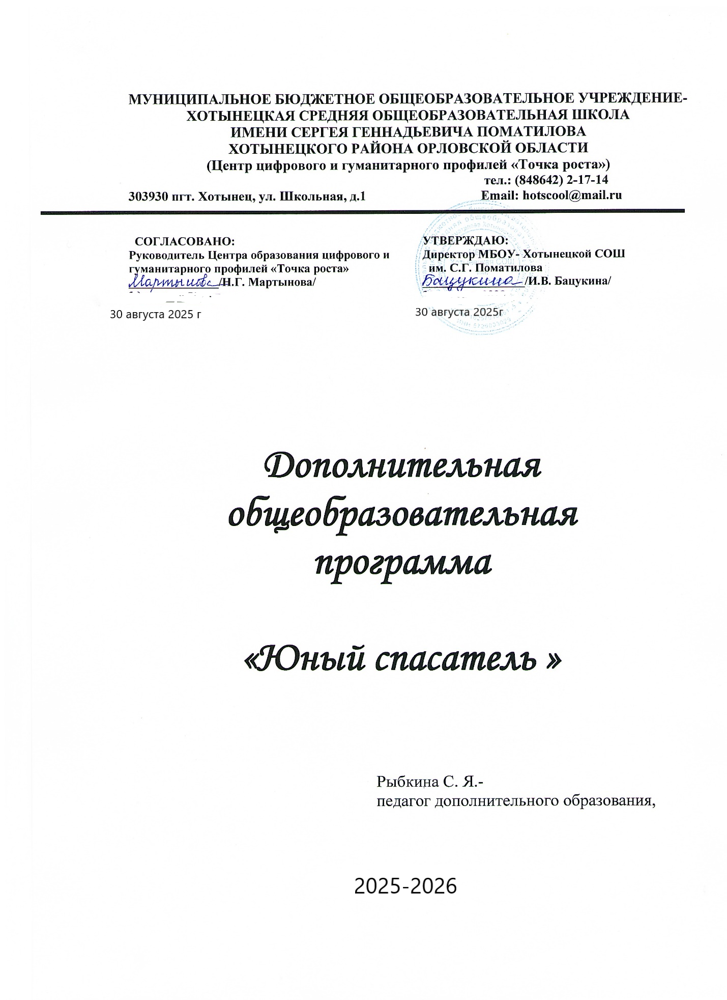 МУНИЦИПАЛЬНОЕ БЮДЖЕТНОЕ ОБЩЕОБРАЗОВАТЕЛЬНОЕ УЧРЕЖДЕНИЕ-
ХОТЫНЕЦКАЯ СРЕДНЯЯ ОБЩЕОБРАЗОВАТЕЛЬНАЯ ШКОЛА
ИМЕНИ СЕРГЕЯ ГЕННАДЬЕВИЧА ПОМАТИЛОВА
ХОТЫНЕЦКОГО РАЙОНА ОРЛОВСКОЙ ОБЛАСТИ
(Центр цифрового и гуманитарного профилей «Точка роста»)
тел.: (848642) 2-17-14
303930 пгт. Хотынец, ул. Школьная, д.1 Email: hotscool@mail.ru
СОГЛАСОВАНО:
Руководитель Центра образования цифрового и
гуманитарного профилей «Точка роста»
Мартынова /Н.Г. Мартынова/
30 августа 2025 г
УТВЕРЖДАЮ:
Директор МБОУ- Хотынецкой СОШ
им. С.Г. Поматилова
Бацукина /И.В. Бацукина/
30 августа 2025г
Дополнительная
общеобразовательная
программа
«Юный спасатель »
Рыбкина С. Я.-
педагог дополнительного образования,
2025-2026